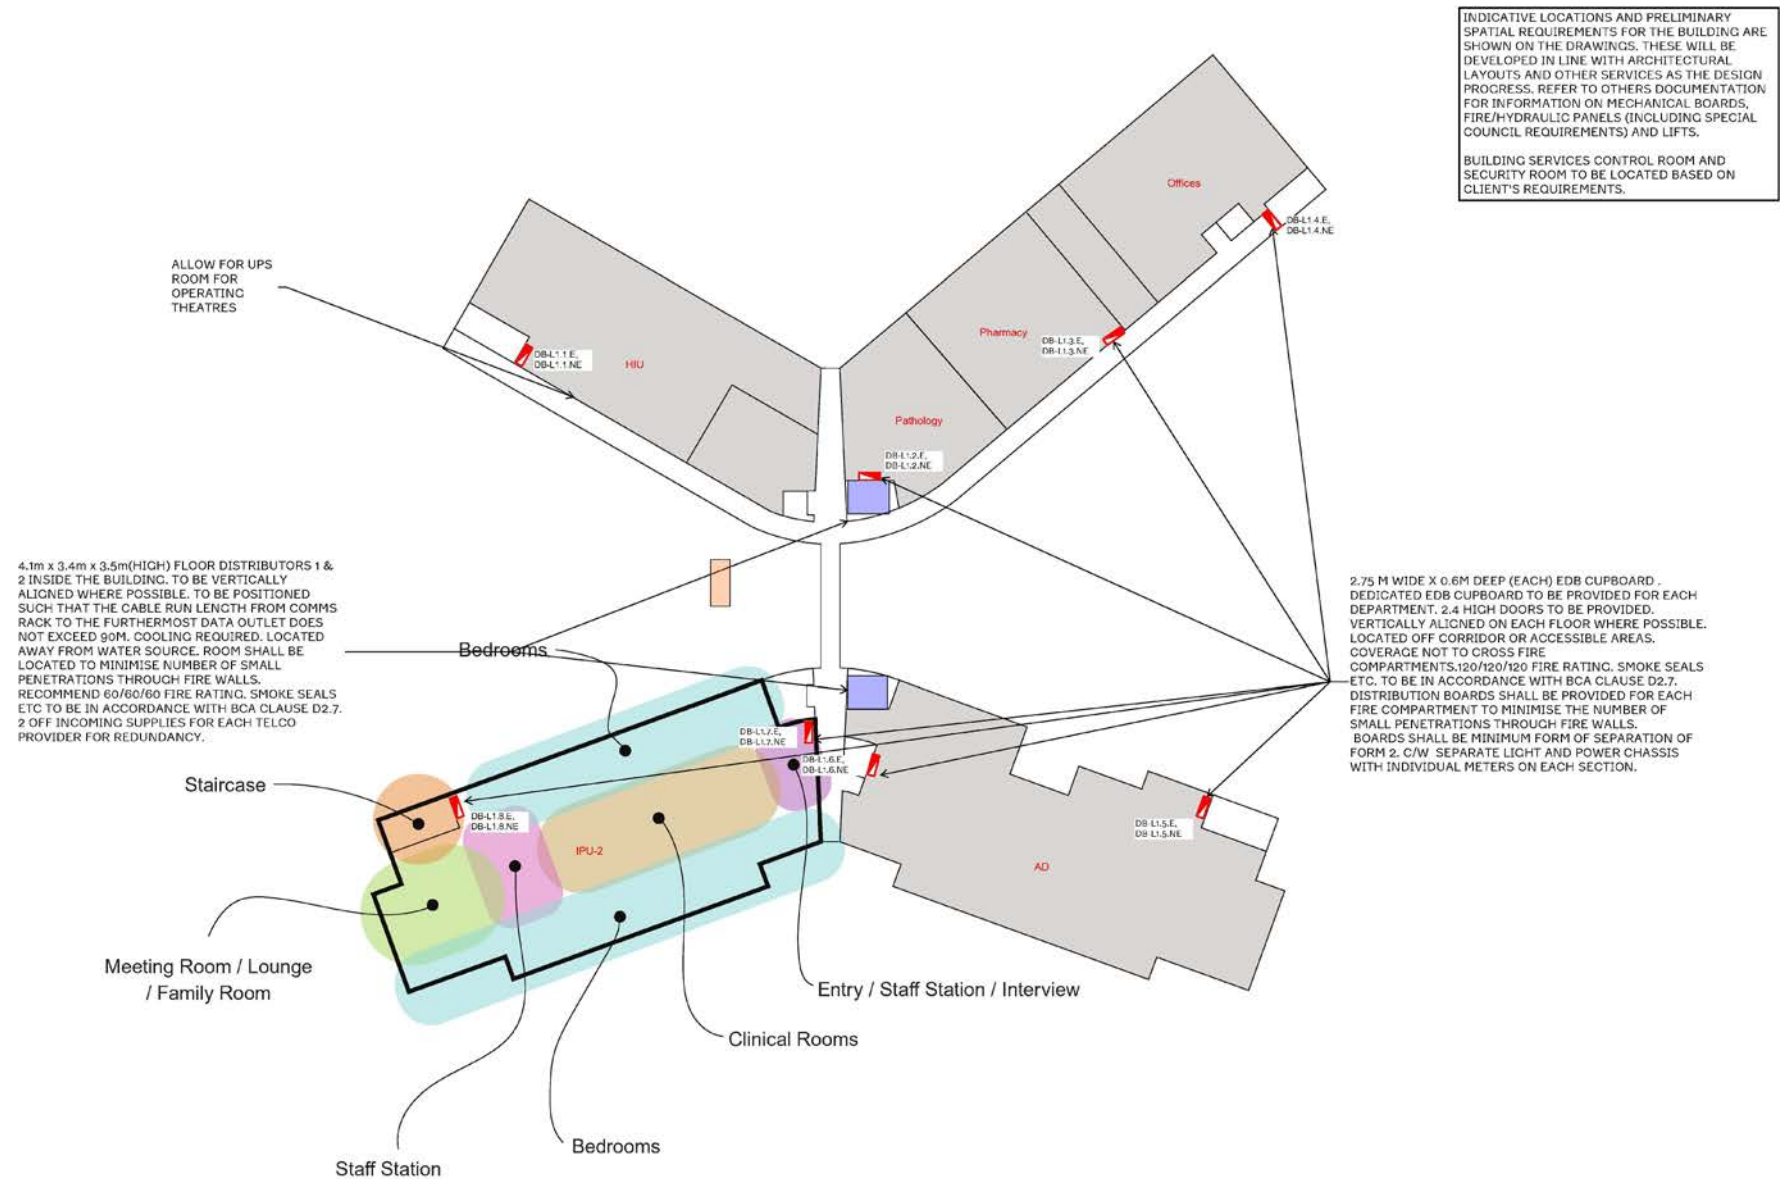 INDICATIVE LOCATIONS AND PRELIMINARY
SPATIAL REQUIREMENTS FOR THE BUILDING ARE
SHOWN ON THE DRAWINGS. THESE WILL BE
DEVELOPED IN LINE WITH ARCHITECTURAL
LAYOUTS AND OTHER SERVICES AS THE DESIGN
PROGRESS. REFER TO OTHERS DOCUMENTATION
FOR INFORMATION ON MECHANICAL BOARDS,
FIRE/HYDRAULIC PANELS (INCLUDING SPECIAL
COUNCIL REQUIREMENTS) AND LIFTS.
BUILDING SERVICES CONTROL ROOM AND
SECURITY ROOM TO BE LOCATED BASED ON
CLIENT'S REQUIREMENTS.
Offices
DB-L1.4.E,
DB-L1.4.NE
ALLOW FOR UPS
ROOM FOR
OPERATING
THEATRES
Pharmacy
DB-L1.3.E,
DB-L1.3.NE
DB-L1.1.E,
DB-L1.1.NE
HIU
Pathology
DB-L1.2.E,
DB-L1.2.NE
4.1m x 3.4m x 3.5m(HIGH) FLOOR DISTRIBUTORS 1 &
2 INSIDE THE BUILDING. TO BE VERTICALLY
ALIGNED WHERE POSSIBLE. TO BE POSITIONED
SUCH THAT THE CABLE RUN LENGTH FROM COMMS
RACK TO THE FURTHERMOST DATA OUTLET DOES
NOT EXCEED 90M. COOLING REQUIRED. LOCATED
AWAY FROM WATER SOURCE. ROOM SHALL BE
LOCATED TO MINIMISE NUMBER OF SMALL
PENETRATIONS THROUGH FIRE WALLS.
RECOMMEND 60/60/60 FIRE RATING. SMOKE SEALS
ETC TO BE IN ACCORDANCE WITH BCA CLAUSE D2.7.
2 OFF INCOMING SUPPLIES FOR EACH TELCO
PROVIDER FOR REDUNDANCY.
2.75 M WIDE X 0.6M DEEP (EACH) EDB CUPBOARD .
DEDICATED EDB CUPBOARD TO BE PROVIDED FOR EACH
DEPARTMENT. 2.4 HIGH DOORS TO BE PROVIDED.
VERTICALLY ALIGNED ON EACH FLOOR WHERE POSSIBLE.
LOCATED OFF CORRIDOR OR ACCESSIBLE AREAS.
COVERAGE NOT TO CROSS FIRE
COMPARTMENTS.120/120/120 FIRE RATING. SMOKE SEALS
ETC. TO BE IN ACCORDANCE WITH BCA CLAUSE D2.7.
DISTRIBUTION BOARDS SHALL BE PROVIDED FOR EACH
FIRE COMPARTMENT TO MINIMISE THE NUMBER OF
SMALL PENETRATIONS THROUGH FIRE WALLS.
BOARDS SHALL BE MINIMUM FORM OF SEPARATION OF
FORM 2. C/W SEPARATE LIGHT AND POWER CHASSIS
WITH INDIVIDUAL METERS ON EACH SECTION.
Bedrooms
DB-L1.7.E,
DB-L1.7.NE
DB-L1.6.E,
DB-L1.6.NE
Staircase
DB-L1.8.E,
DB-L1.8.NE
DB-L1.5.E,
DB-L1.5.NE
IPU-2
AD
Meeting Room / Lounge
/ Family Room
Entry / Staff Station / Interview
Clinical Rooms
Bedrooms
Staff Station